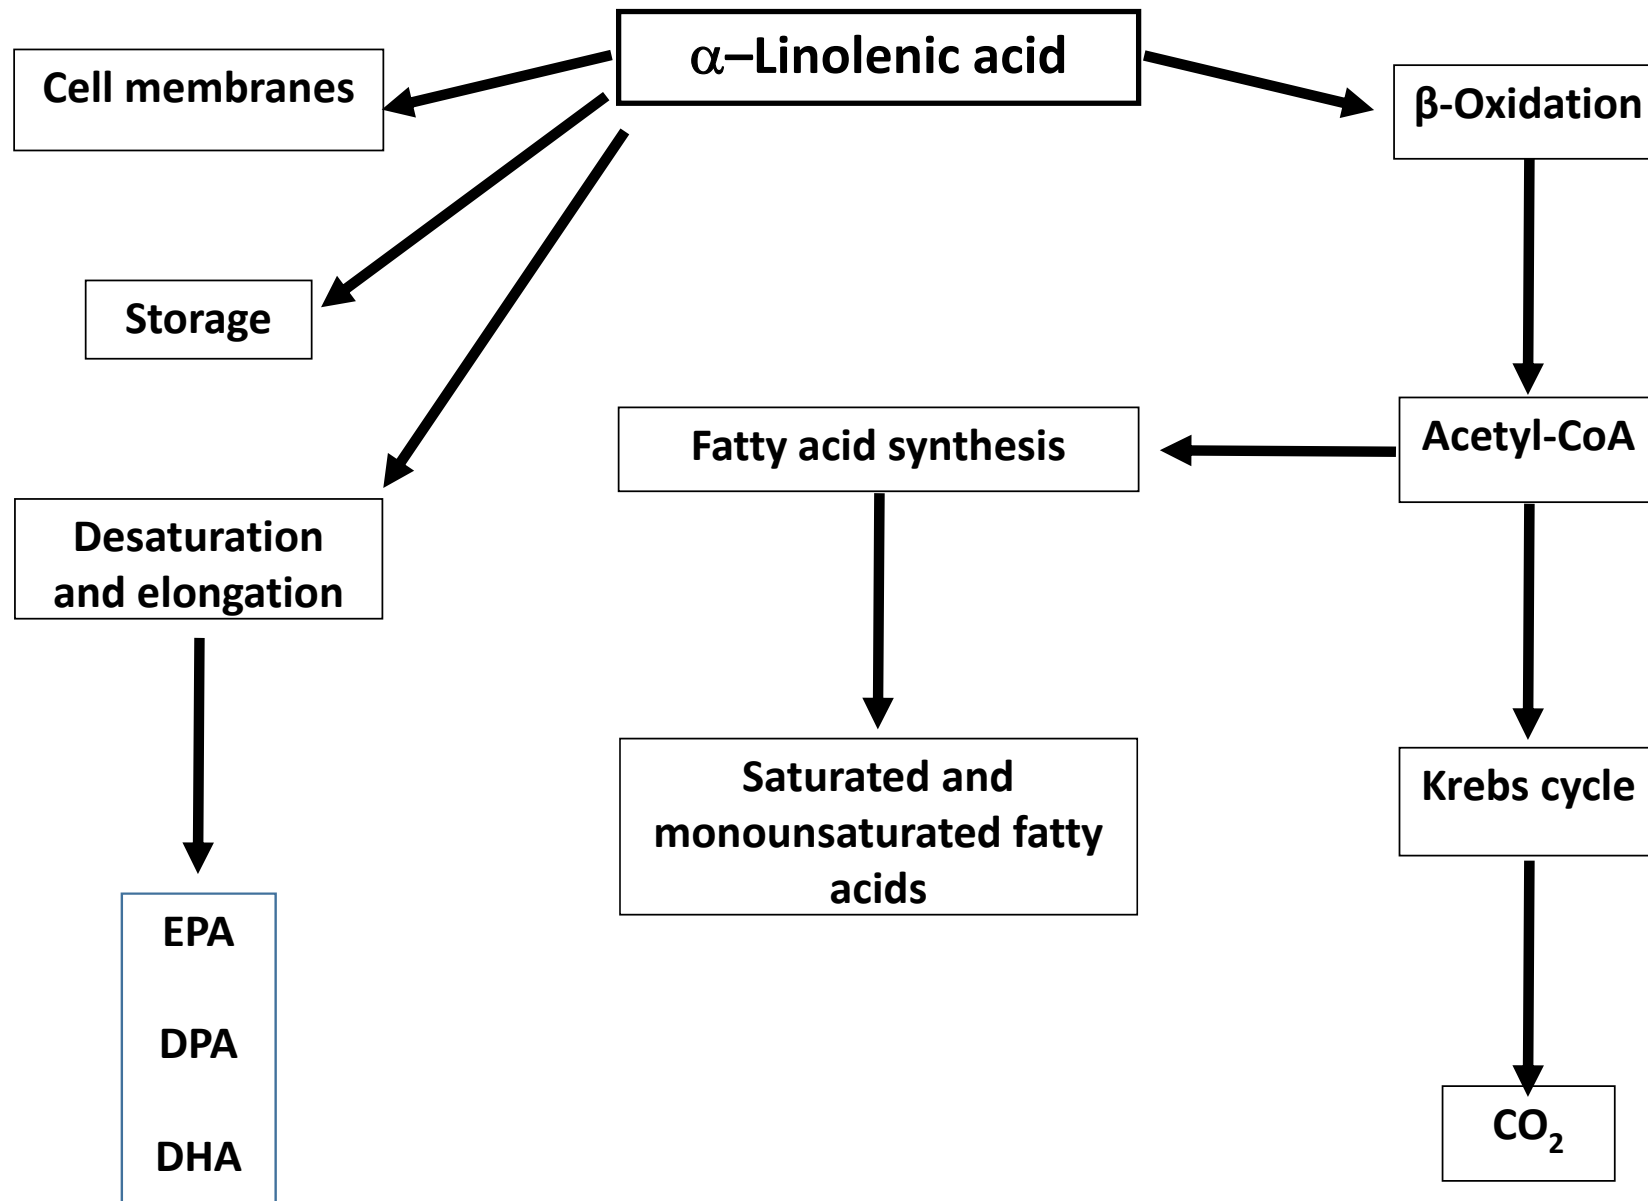 α–Linolenic acid
Cell membranes
β-Oxidation
Storage
Fatty acid synthesis
Acetyl-CoA
Desaturation
and elongation
Saturated and
monounsaturated fatty
acids
Krebs cycle
EPA
DPA
DHA
CO₂